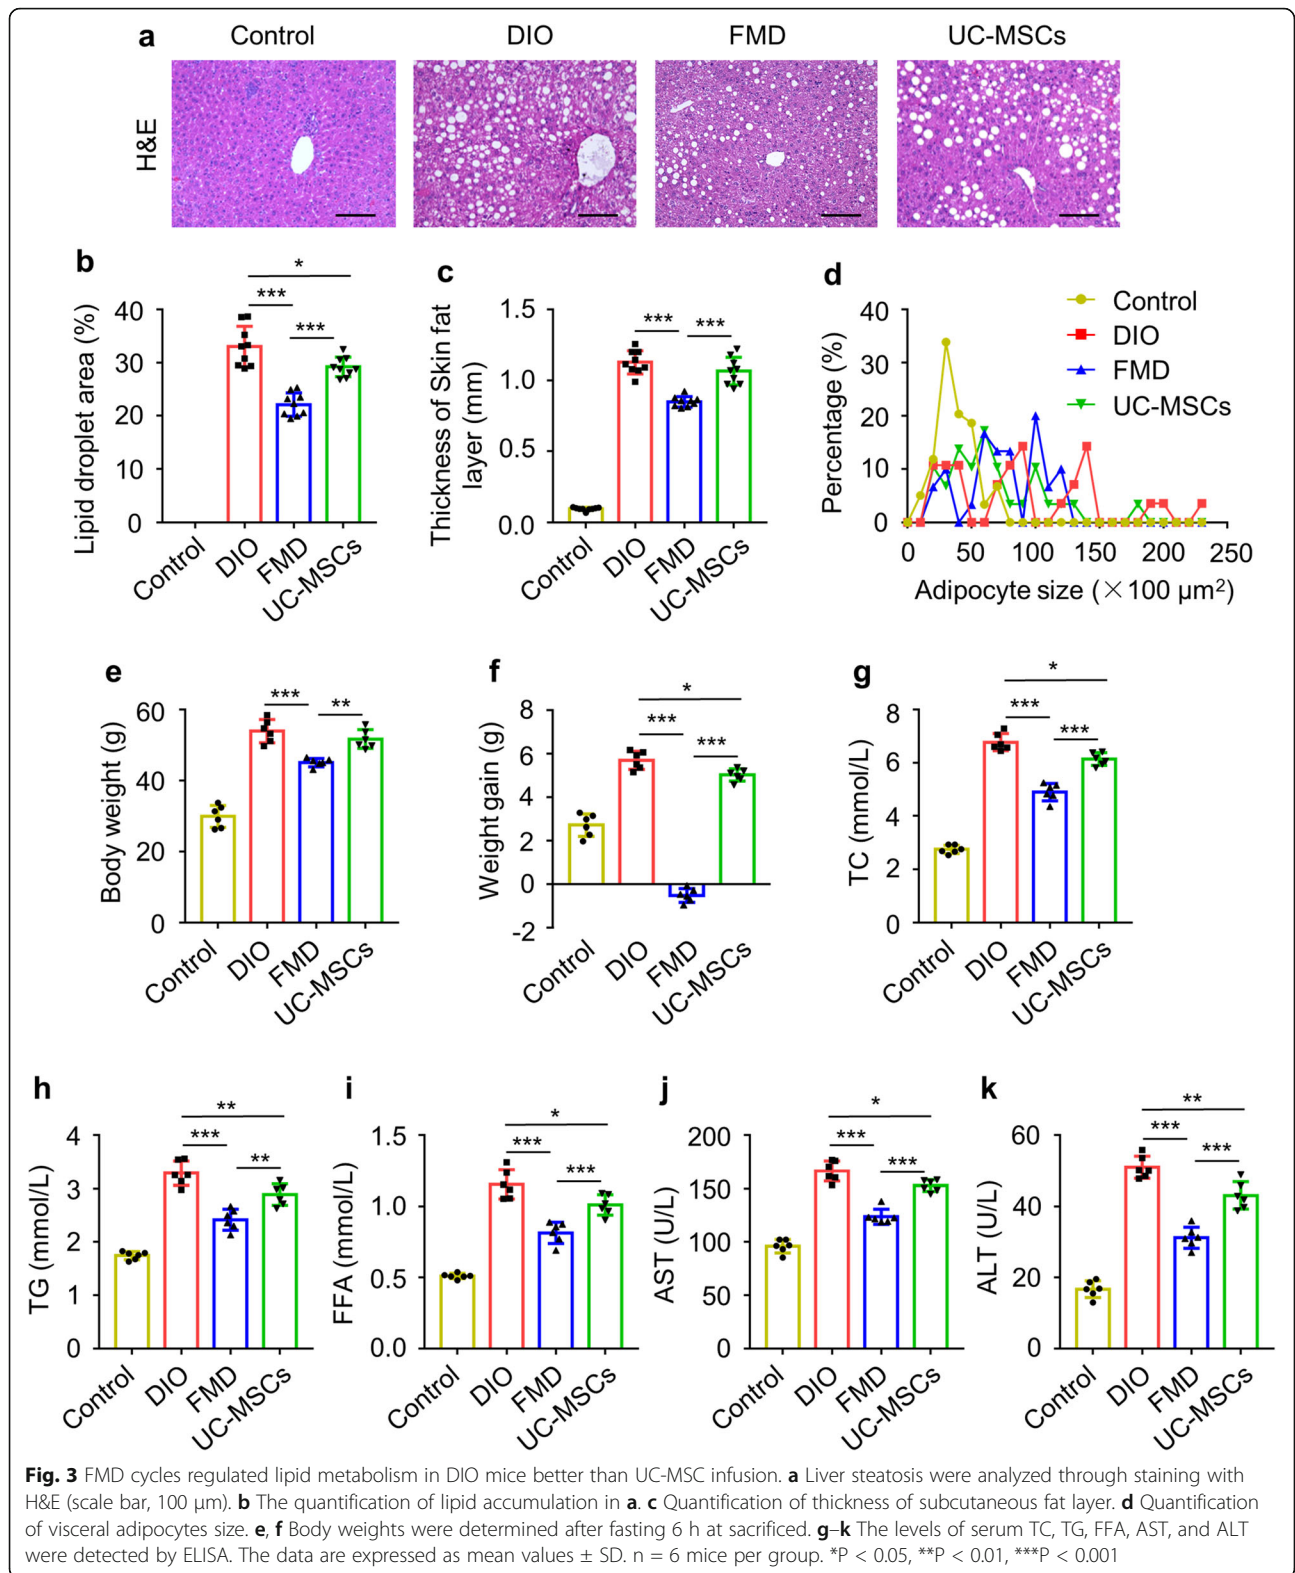 a
Control
DIO
FMD
UC-MSCs
H&E
b
Lipid droplet area (%)
40
30
20
10
0
*
***
***
Control
DIO
FMD
UC-MSCs
c
Thickness of Skin fat
layer (mm)
1.5
1.0
0.5
0.0
***
***
Control
DIO
FMD
UC-MSCs
d
Percentage (%)
40
30
20
10
0
Control
DIO
FMD
UC-MSCs
0
50
100
150
200
250
Adipocyte size (×100 µm²)
e
Body weight (g)
60
40
20
0
***
**
Control
DIO
FMD
UC-MSCs
f
Weight gain (g)
8
6
4
2
0
-2
*
***
***
Control
DIO
FMD
UC-MSCs
g
TC (mmol/L)
8
6
4
2
0
*
***
***
Control
DIO
FMD
UC-MSCs
h
TG (mmol/L)
4
3
2
1
0
**
***
**
Control
DIO
FMD
UC-MSCs
i
FFA (mmol/L)
1.5
1.0
0.5
0.0
*
***
***
Control
DIO
FMD
UC-MSCs
j
AST (U/L)
200
150
100
50
0
*
***
***
Control
DIO
FMD
UC-MSCs
k
ALT (U/L)
60
40
20
0
**
***
***
Control
DIO
FMD
UC-MSCs
Fig. 3 FMD cycles regulated lipid metabolism in DIO mice better than UC-MSC infusion. a Liver steatosis were analyzed through staining with
H&E (scale bar, 100 µm). b The quantification of lipid accumulation in a. c Quantification of thickness of subcutaneous fat layer. d Quantification
of visceral adipocytes size. e, f Body weights were determined after fasting 6 h at sacrificed. g–k The levels of serum TC, TG, FFA, AST, and ALT
were detected by ELISA. The data are expressed as mean values ± SD. n = 6 mice per group. *P < 0.05, **P < 0.01, ***P < 0.001